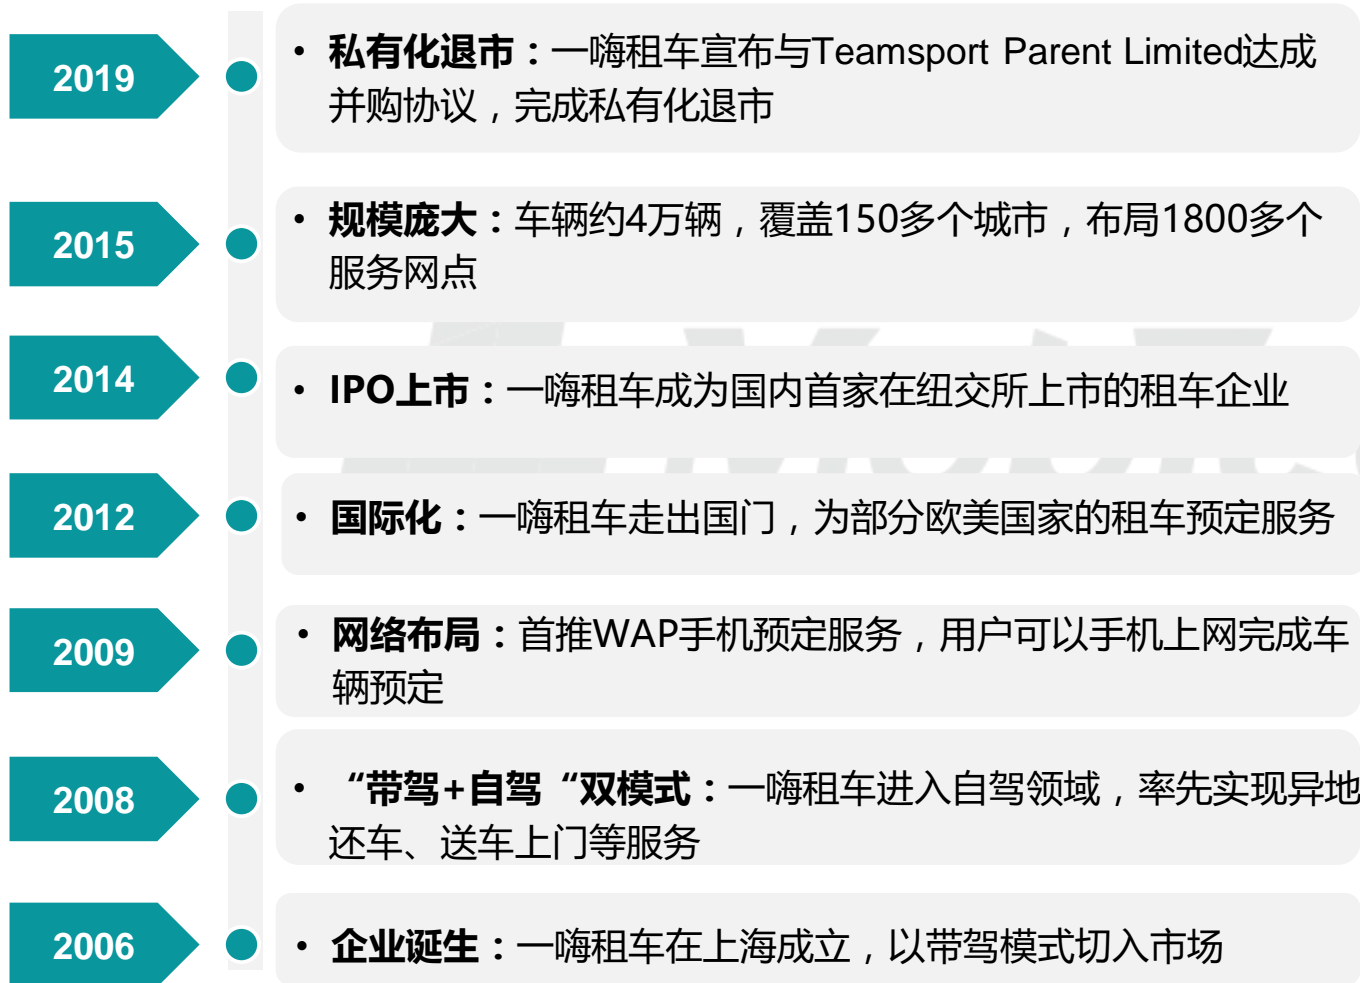 2019
• 私有化退市：一嗨租车宣布与Teamsport Parent Limited达成
并购协议，完成私有化退市
2015
• 规模庞大：车辆约4万辆，覆盖150多个城市，布局1800多个
服务网点
2014
• IPO上市：一嗨租车成为国内首家在纽交所上市的租车企业
2012
• 国际化：一嗨租车走出国门，为部分欧美国家的租车预定服务
2009
• 网络布局：首推WAP手机预定服务，用户可以手机上网完成车
辆预定
2008
• “带驾+自驾“双模式：一嗨租车进入自驾领域，率先实现异地
还车、送车上门等服务
2006
• 企业诞生：一嗨租车在上海成立，以带驾模式切入市场